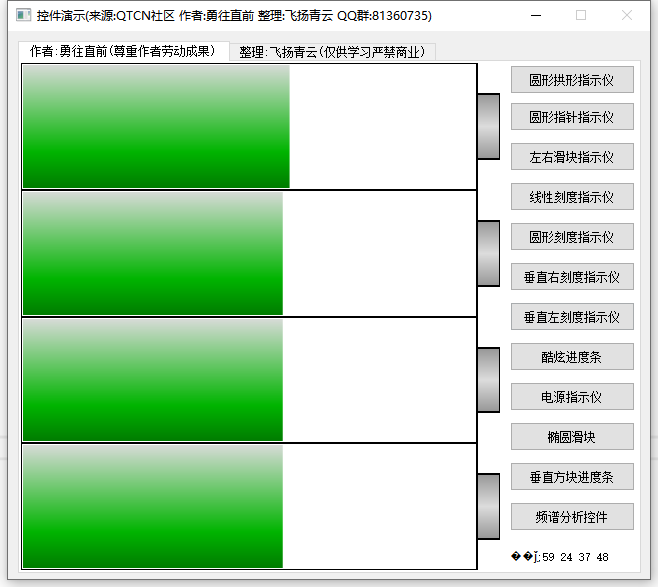 控件演示(来源:QTCN社区 作者:勇往直前 整理:飞扬青云 QQ群:81360735)
作者:勇往直前(尊重作者劳动成果)
整理:飞扬青云(仅供学习严禁商业)
圆形拱形指示仪
圆形指针指示仪
左右滑块指示仪
线性刻度指示仪
圆形刻度指示仪
垂直右刻度指示仪
垂直左刻度指示仪
酷炫进度条
电源指示仪
椭圆滑块
垂直方块进度条
频谱分析控件
59 24 37 48